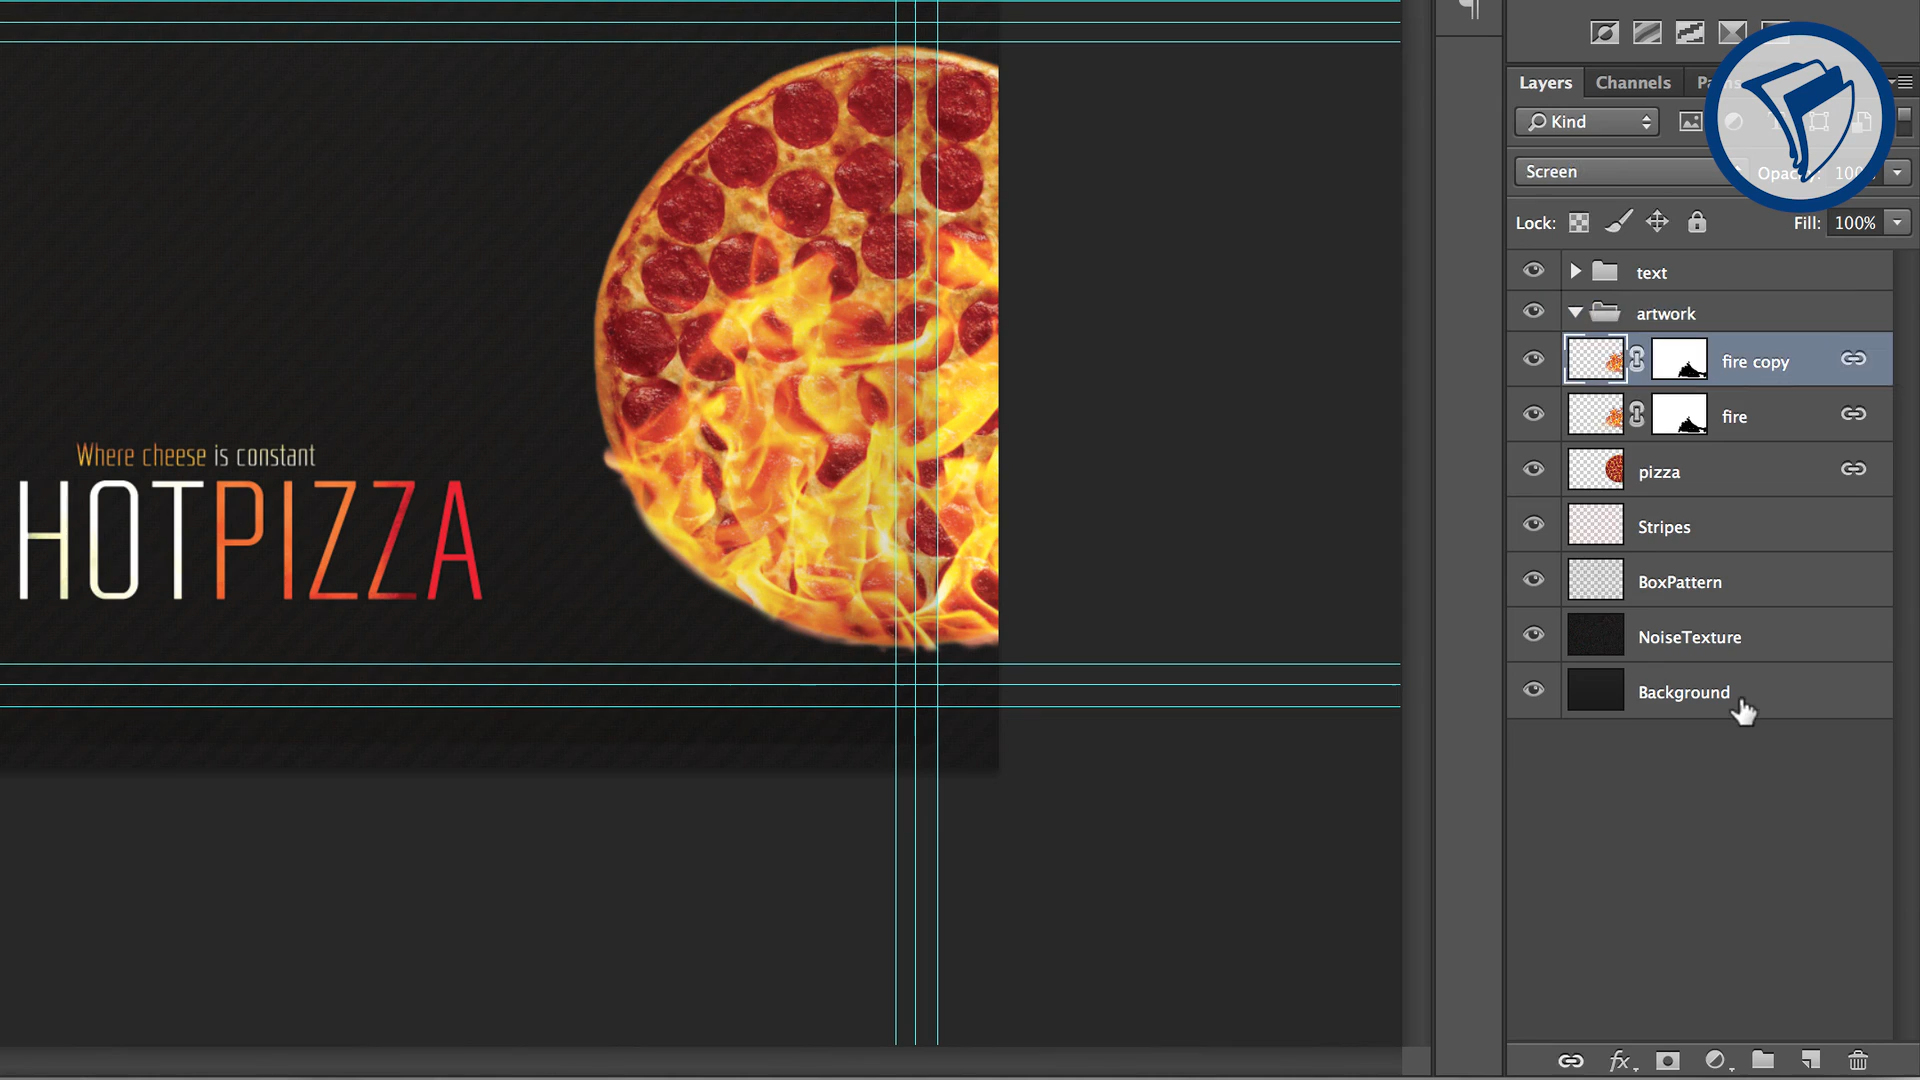 Where cheese is constant
HOTPIZZA
Layers Channels
Kind
Screen
Lock: Fill: 100%
text
artwork
fire copy
fire
pizza
Stripes
BoxPattern
NoiseTexture
Background
fx